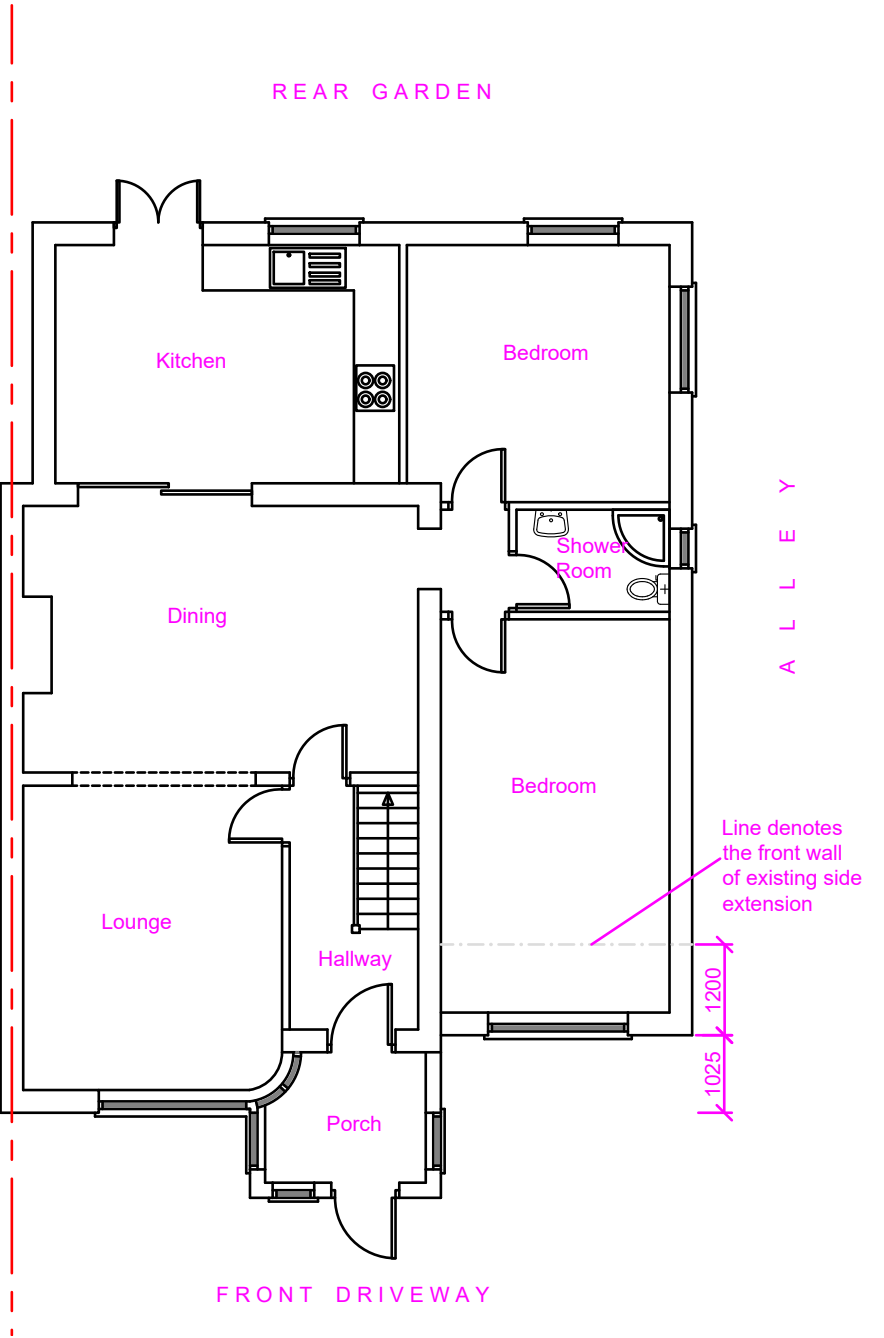 REAR GARDEN
Kitchen
Bedroom
Shower
Room
ALLEY
Dining
Bedroom
Line denotes
the front wall
of existing side
extension
Lounge
Hallway
1200
1025
Porch
FRONT DRIVEWAY